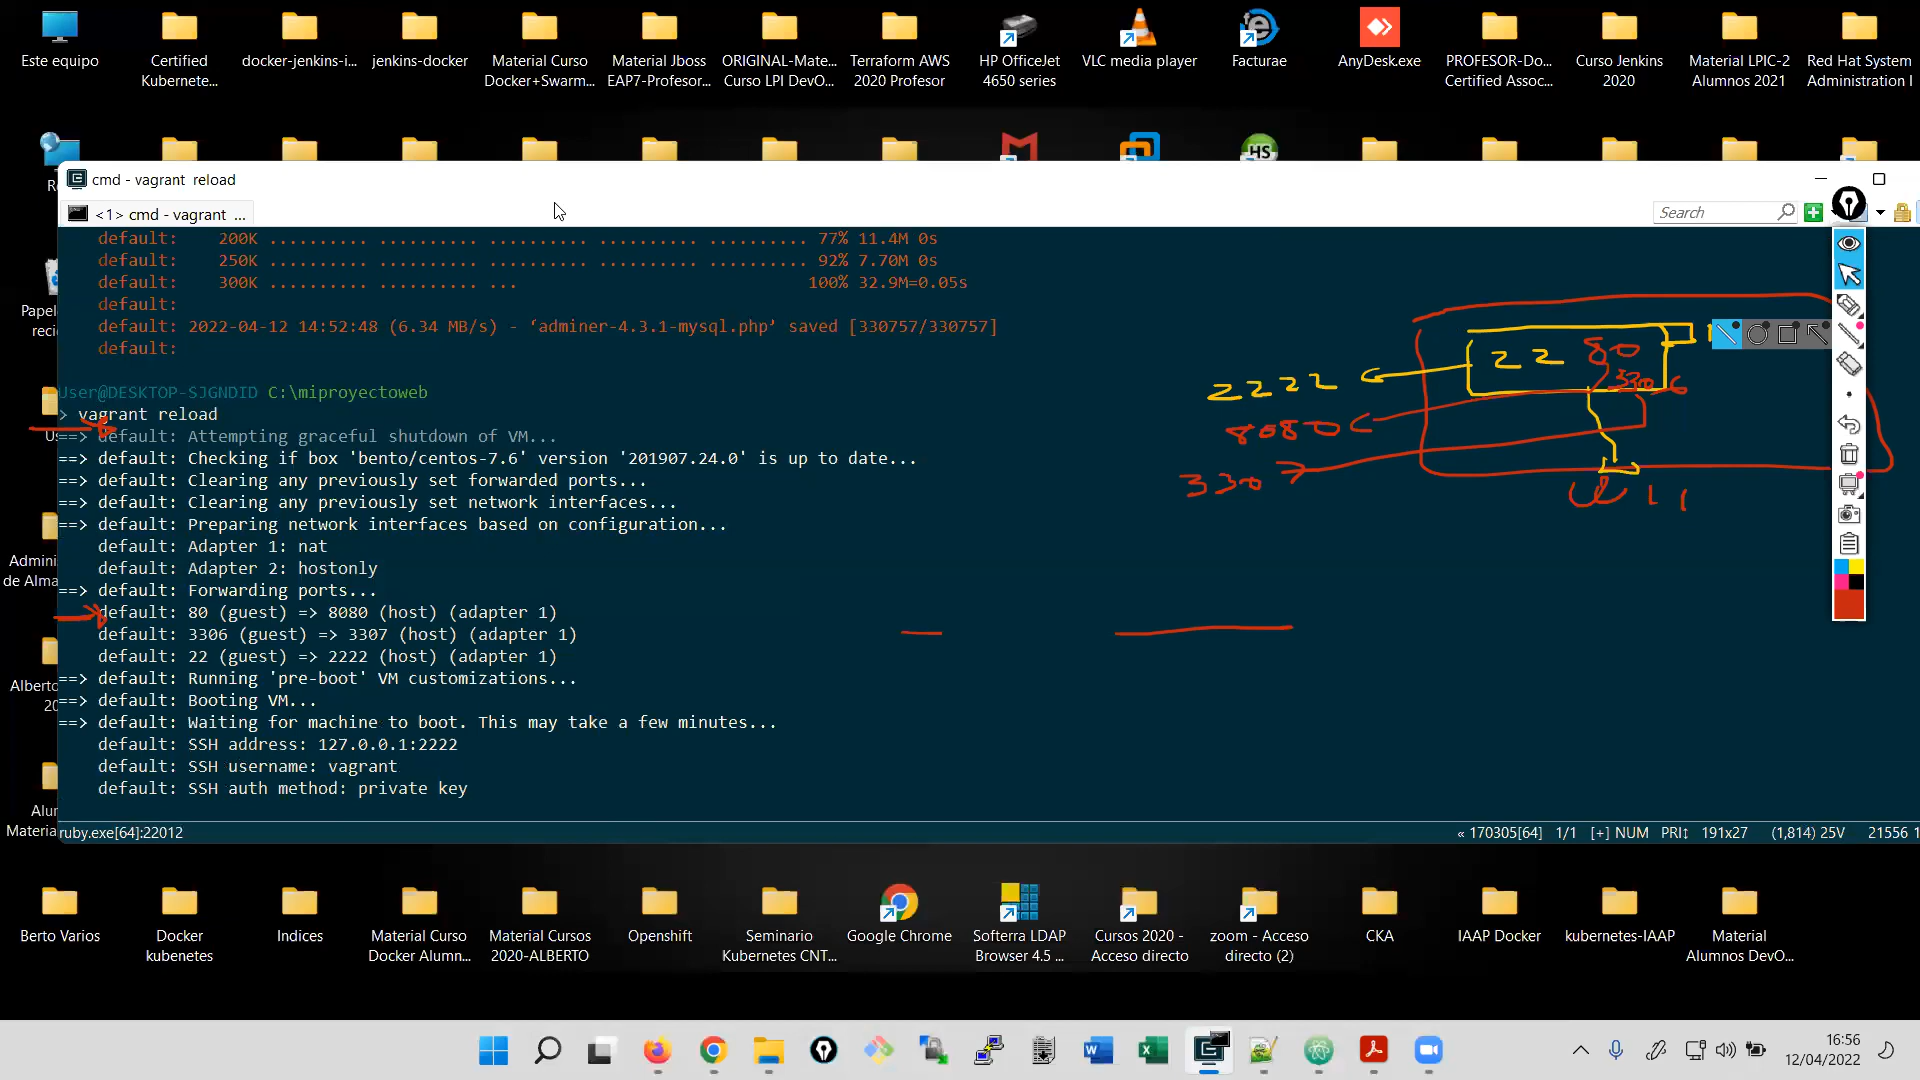 Este equipo
Certified Kubernete...
docker-jenkins-i...
jenkins-docker
Material Curso Docker+Swarm...
Material Jboss EAP7-Profesor...
ORIGINAL-Mate... Curso LPI DevO...
Terraform AWS 2020 Profesor
HP OfficeJet 4650 series
VLC media player
Facturae
AnyDesk.exe
PROFESOR-Do... Certified Assoc...
Curso Jenkins 2020
Material LPIC-2 Alumnos 2021
Red Hat System Administration I
HS
cmd - vagrant  reload
<1> cmd - vagrant ...
Search
default:    200K .......... .......... .......... .......... .......... 77% 11.4M 0s
default:    250K .......... .......... .......... .......... .......... 92% 7.70M 0s
default:    300K .......... .......... ...                             100% 32.9M=0.05s
default:
default: 2022-04-12 14:52:48 (6.34 MB/s) - ‘adminer-4.3.1-mysql.php’ saved [330757/330757]
default:
User@DESKTOP-SJGNDID C:\miproyectoweb
> vagrant reload
==> default: Attempting graceful shutdown of VM...
==> default: Checking if box 'bento/centos-7.6' version '201907.24.0' is up to date...
==> default: Clearing any previously set forwarded ports...
==> default: Clearing any previously set network interfaces...
==> default: Preparing network interfaces based on configuration...
default: Adapter 1: nat
default: Adapter 2: hostonly
==> default: Forwarding ports...
default: 80 (guest) => 8080 (host) (adapter 1)
default: 3306 (guest) => 3307 (host) (adapter 1)
default: 22 (guest) => 2222 (host) (adapter 1)
==> default: Running 'pre-boot' VM customizations...
==> default: Booting VM...
==> default: Waiting for machine to boot. This may take a few minutes...
default: SSH address: 127.0.0.1:2222
default: SSH username: vagrant
default: SSH auth method: private key
22 80
3306
2222
8080
330
ruby.exe[64]:22012
« 170305[64] 1/1 [+] NUM PRI↕ 191x27 (1,814) 25V 21556 1
Re
Papel
reci
Us
Adminis
de Alma
Alberto
20
Alun
Materia
Berto Varios
Docker kubenetes
Indices
Material Curso Docker Alumn...
Material Cursos 2020-ALBERTO
Openshift
Seminario Kubernetes CNT...
Google Chrome
Softerra LDAP Browser 4.5 ...
Cursos 2020 - Acceso directo
zoom - Acceso directo (2)
CKA
IAAP Docker
kubernetes-IAAP
Material Alumnos DevO...
16:56
12/04/2022